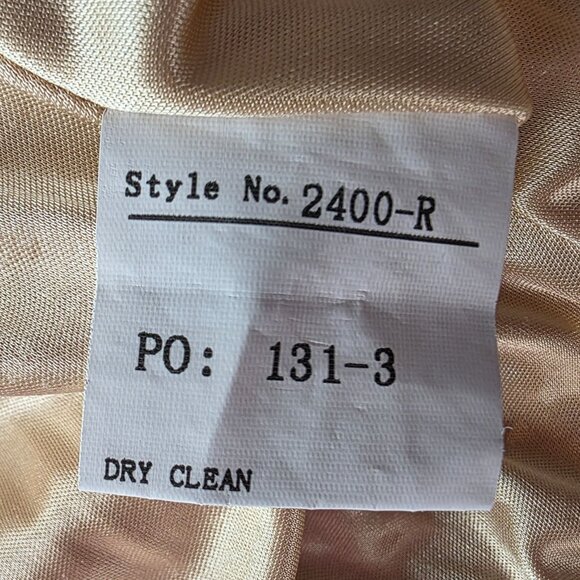 Style No. 2400-R
PO: 131-3
DRY CLEAN